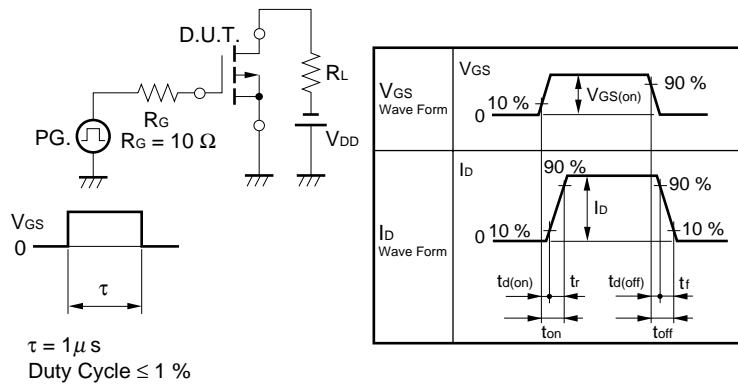 D.U.T.
RL
RG
RG = 10 Ω
PG.
VDD
VGS
0
τ
τ = 1μ s
Duty Cycle ≤ 1 %
VGS
Wave Form
VGS
10 %
0
VGS(on)
90 %
ID
Wave Form
ID
90 %
0
10 %
ID
90 %
10 %
td(on)
tr
td(off)
tf
ton
toff